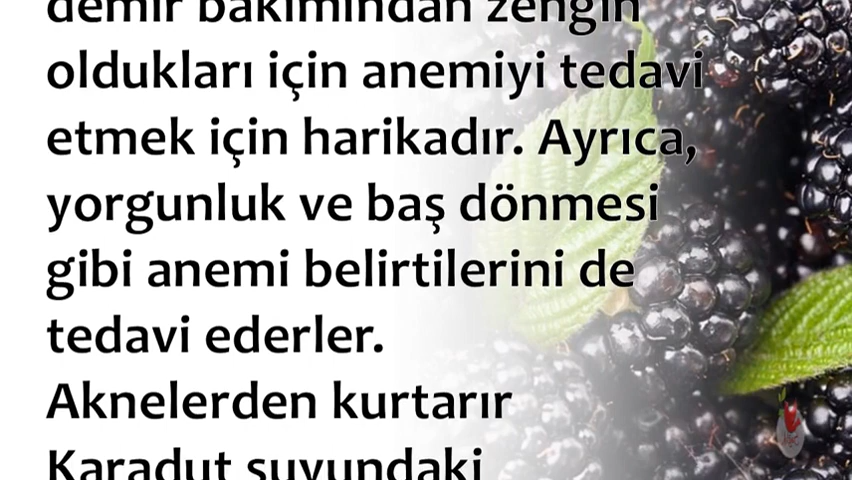 demir bakımından zengin
oldukları için anemiyi tedavi
etmek için harikadır. Ayrıca,
yorgunluk ve baş dönmesi
gibi anemi belirtilerini de
tedavi ederler.
Aknelerden kurtarır
Karadut suyundaki